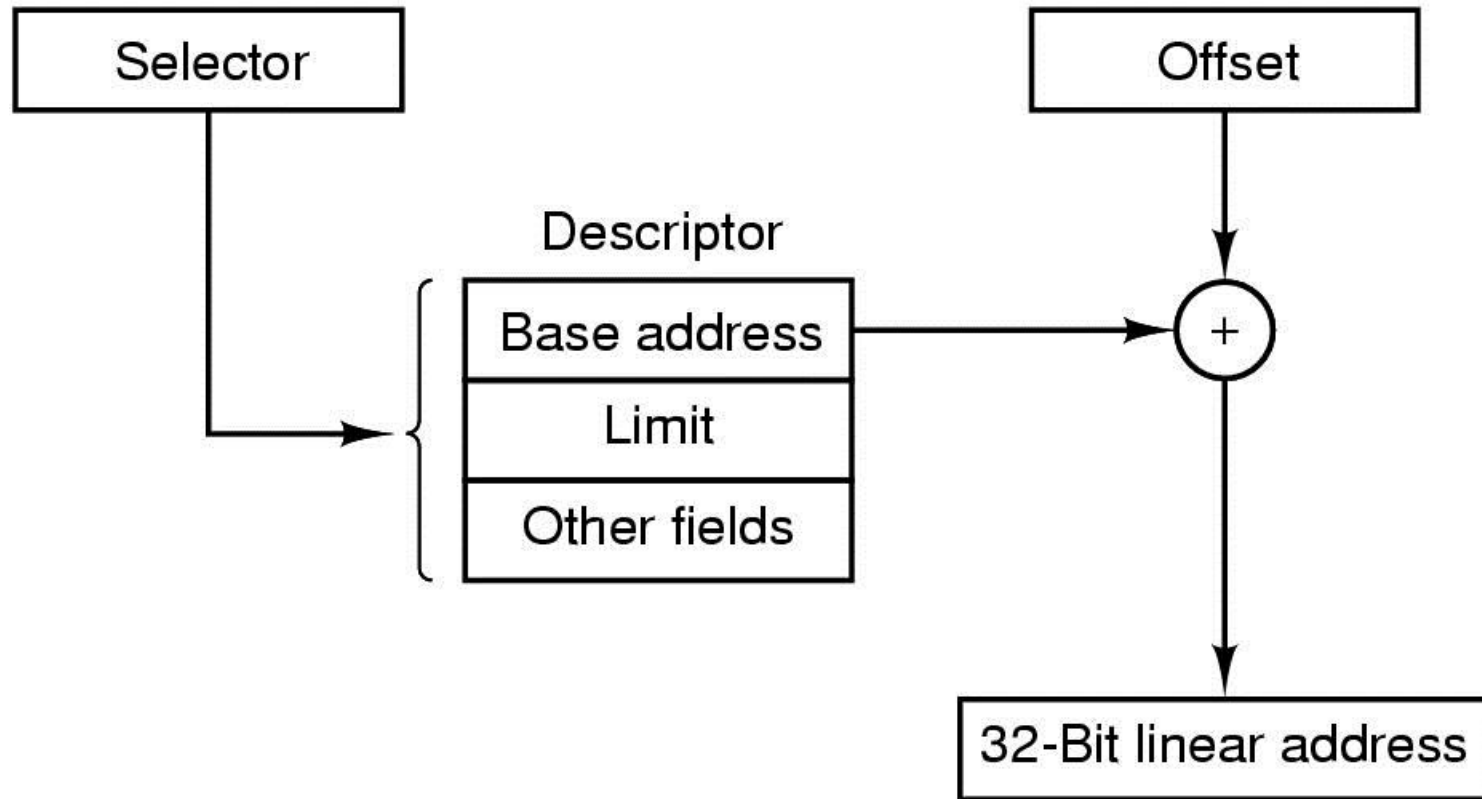 Selector
Offset
Descriptor
Base address
+
Limit
Other fields
32-Bit linear address